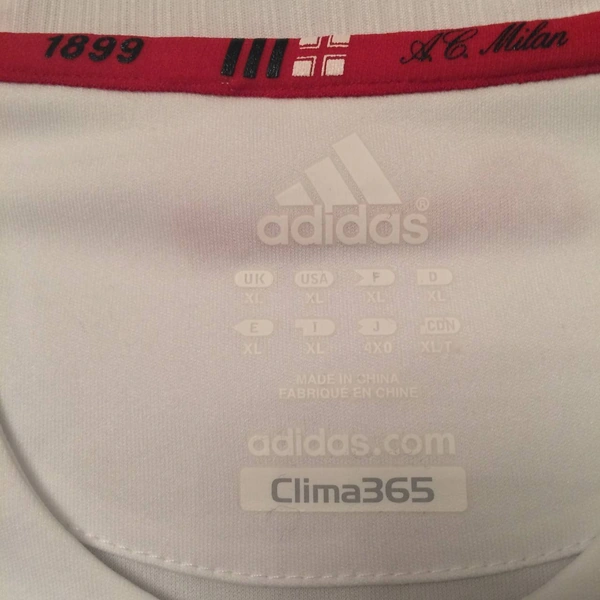 1899 A.C. Milan
adidas®
UK USA F D
XL XL XL XL
E I J CDN
XL XL 4XO XL/T
MADE IN CHINA
FABRIQUÉ EN CHINE
adidas.com
Clima365